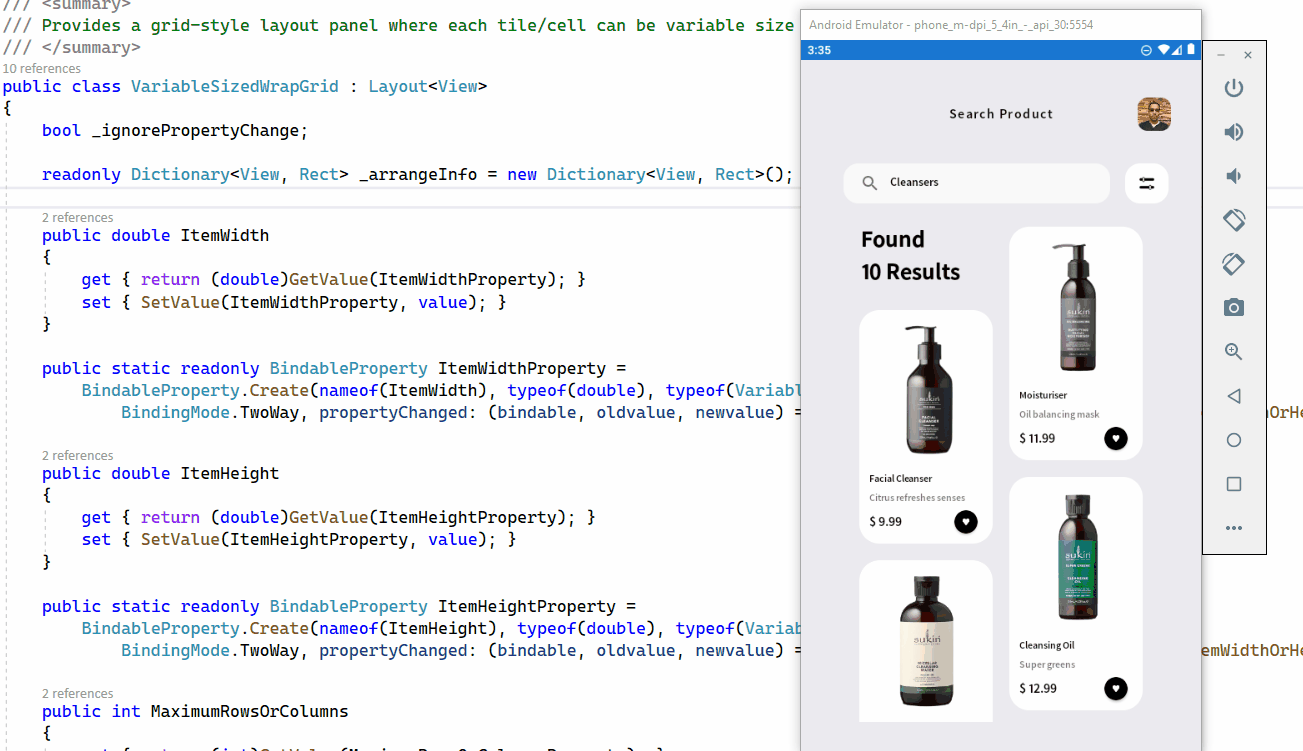 /// <summary>
/// Provides a grid-style layout panel where each tile/cell can be variable size
/// </summary>
10 references
public class VariableSizedWrapGrid : Layout<View>
{
bool _ignorePropertyChange;
readonly Dictionary<View, Rect> _arrangeInfo = new Dictionary<View, Rect>();
2 references
public double ItemWidth
{
get { return (double)GetValue(ItemWidthProperty); }
set { SetValue(ItemWidthProperty, value); }
}
public static readonly BindableProperty ItemWidthProperty =
BindableProperty.Create(nameof(ItemWidth), typeof(double), typeof(Variabl
BindingMode.TwoWay, propertyChanged: (bindable, oldvalue, newvalue) =
2 references
public double ItemHeight
{
get { return (double)GetValue(ItemHeightProperty); }
set { SetValue(ItemHeightProperty, value); }
}
public static readonly BindableProperty ItemHeightProperty =
BindableProperty.Create(nameof(ItemHeight), typeof(double), typeof(Variab
BindingMode.TwoWay, propertyChanged: (bindable, oldvalue, newvalue) =
2 references
public int MaximumRowsOrColumns
{
Android Emulator - phone_m-dpi_5_4in_-_api_30:5554
3:35
Search Product
Cleansers
Found
10 Results
sukin
Facial Cleanser
Citrus refreshes senses
$ 9.99
sukin
sukin
Moisturiser
Oil balancing mask
$ 11.99
sukin
Cleansing Oil
Super greens
$ 12.99
hOrHe
emWidthOrHe